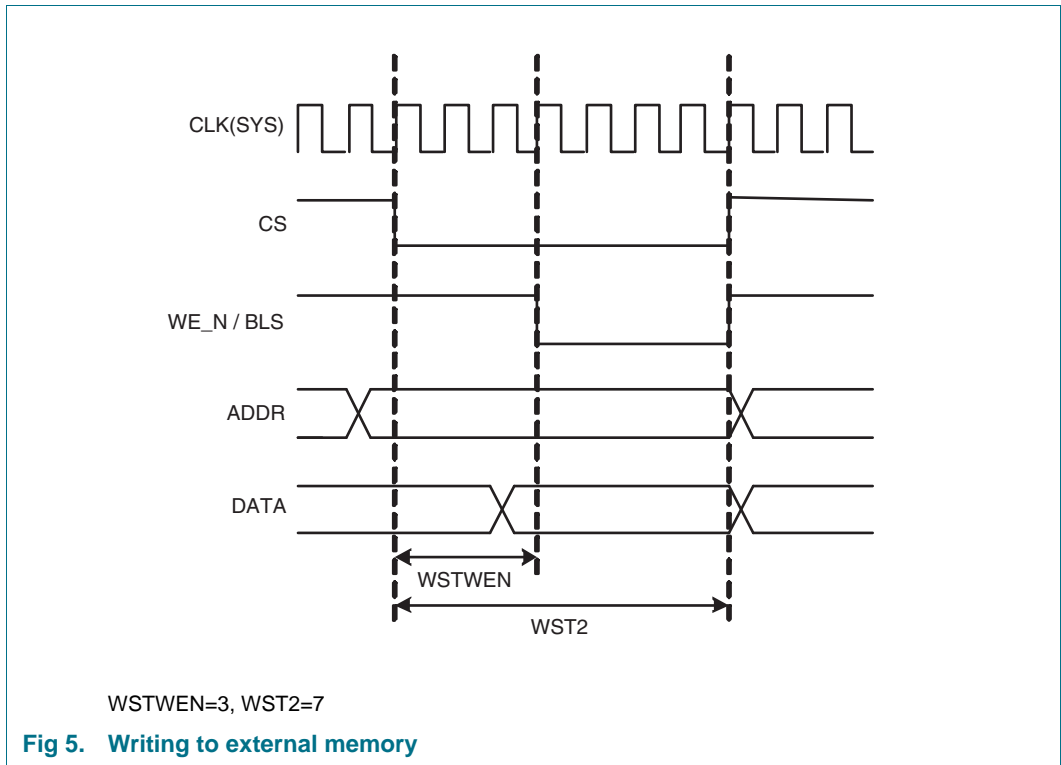 CLK(SYS)
CS
WE_N / BLS
ADDR
DATA
WSTWEN
WST2
WSTWEN=3, WST2=7
Fig 5. Writing to external memory